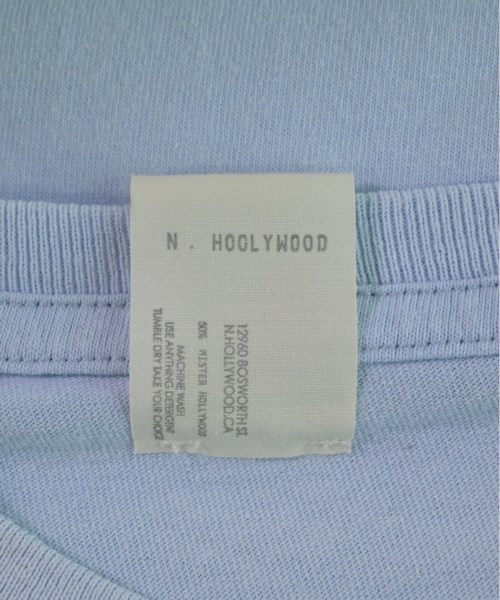 N. HOOLYWOOD
12960 BOSWORTH ST.
N.HOLLYWOOD.CA
50% MISTER HOLLYWOOD
MACHINE WASH
USE ANYTHING DETERGENT
TUMBLE DRY TAKE YOUR CHOICE